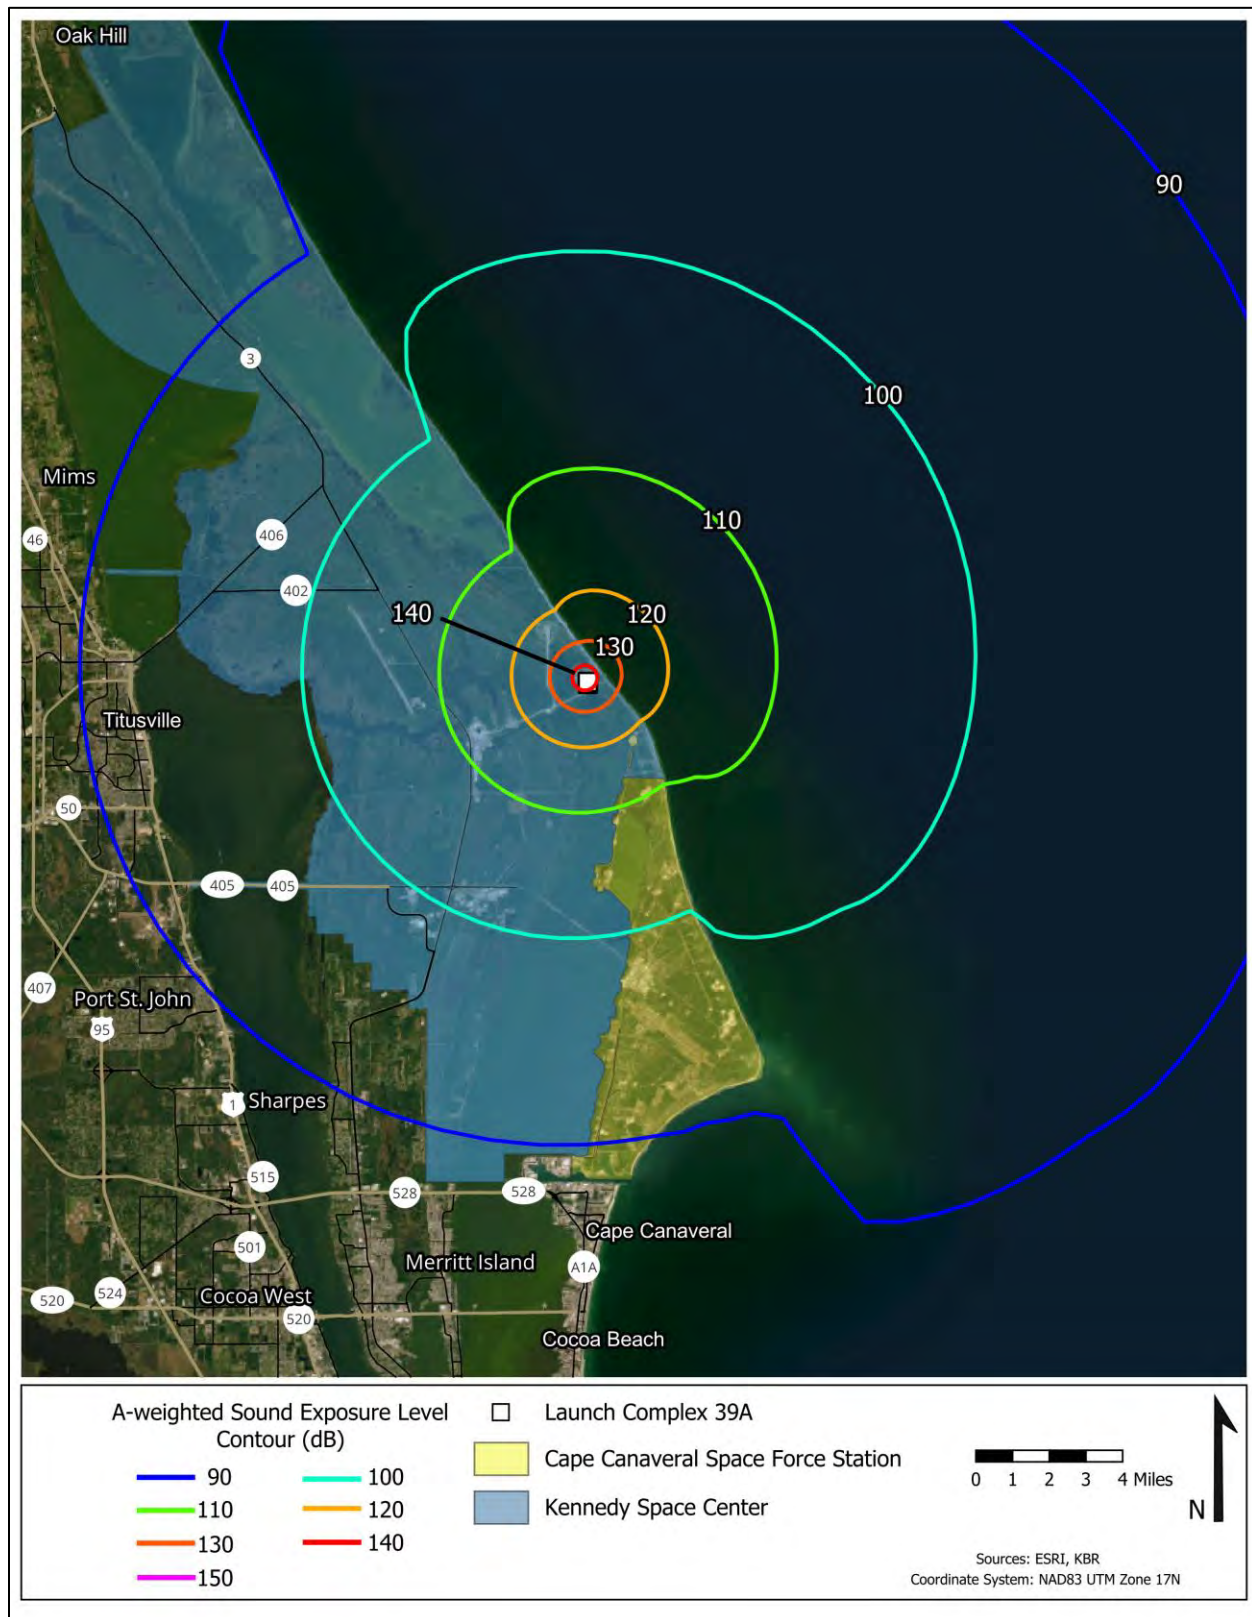 Oak Hill
90
3
100
Mims
110
46
406
402
140
120
130
Titusville
50
405
405
407
Port St. John
95
1
Sharpes
515
528
528
Cape Canaveral
501
Merritt Island
A1A
524
Cocoa West
520
520
Cocoa Beach
A-weighted Sound Exposure Level
Contour (dB)
90
100
110
120
130
140
150
Launch Complex 39A
Cape Canaveral Space Force Station
Kennedy Space Center
0 1 2 3 4 Miles
N
Sources: ESRI, KBR
Coordinate System: NAD83 UTM Zone 17N